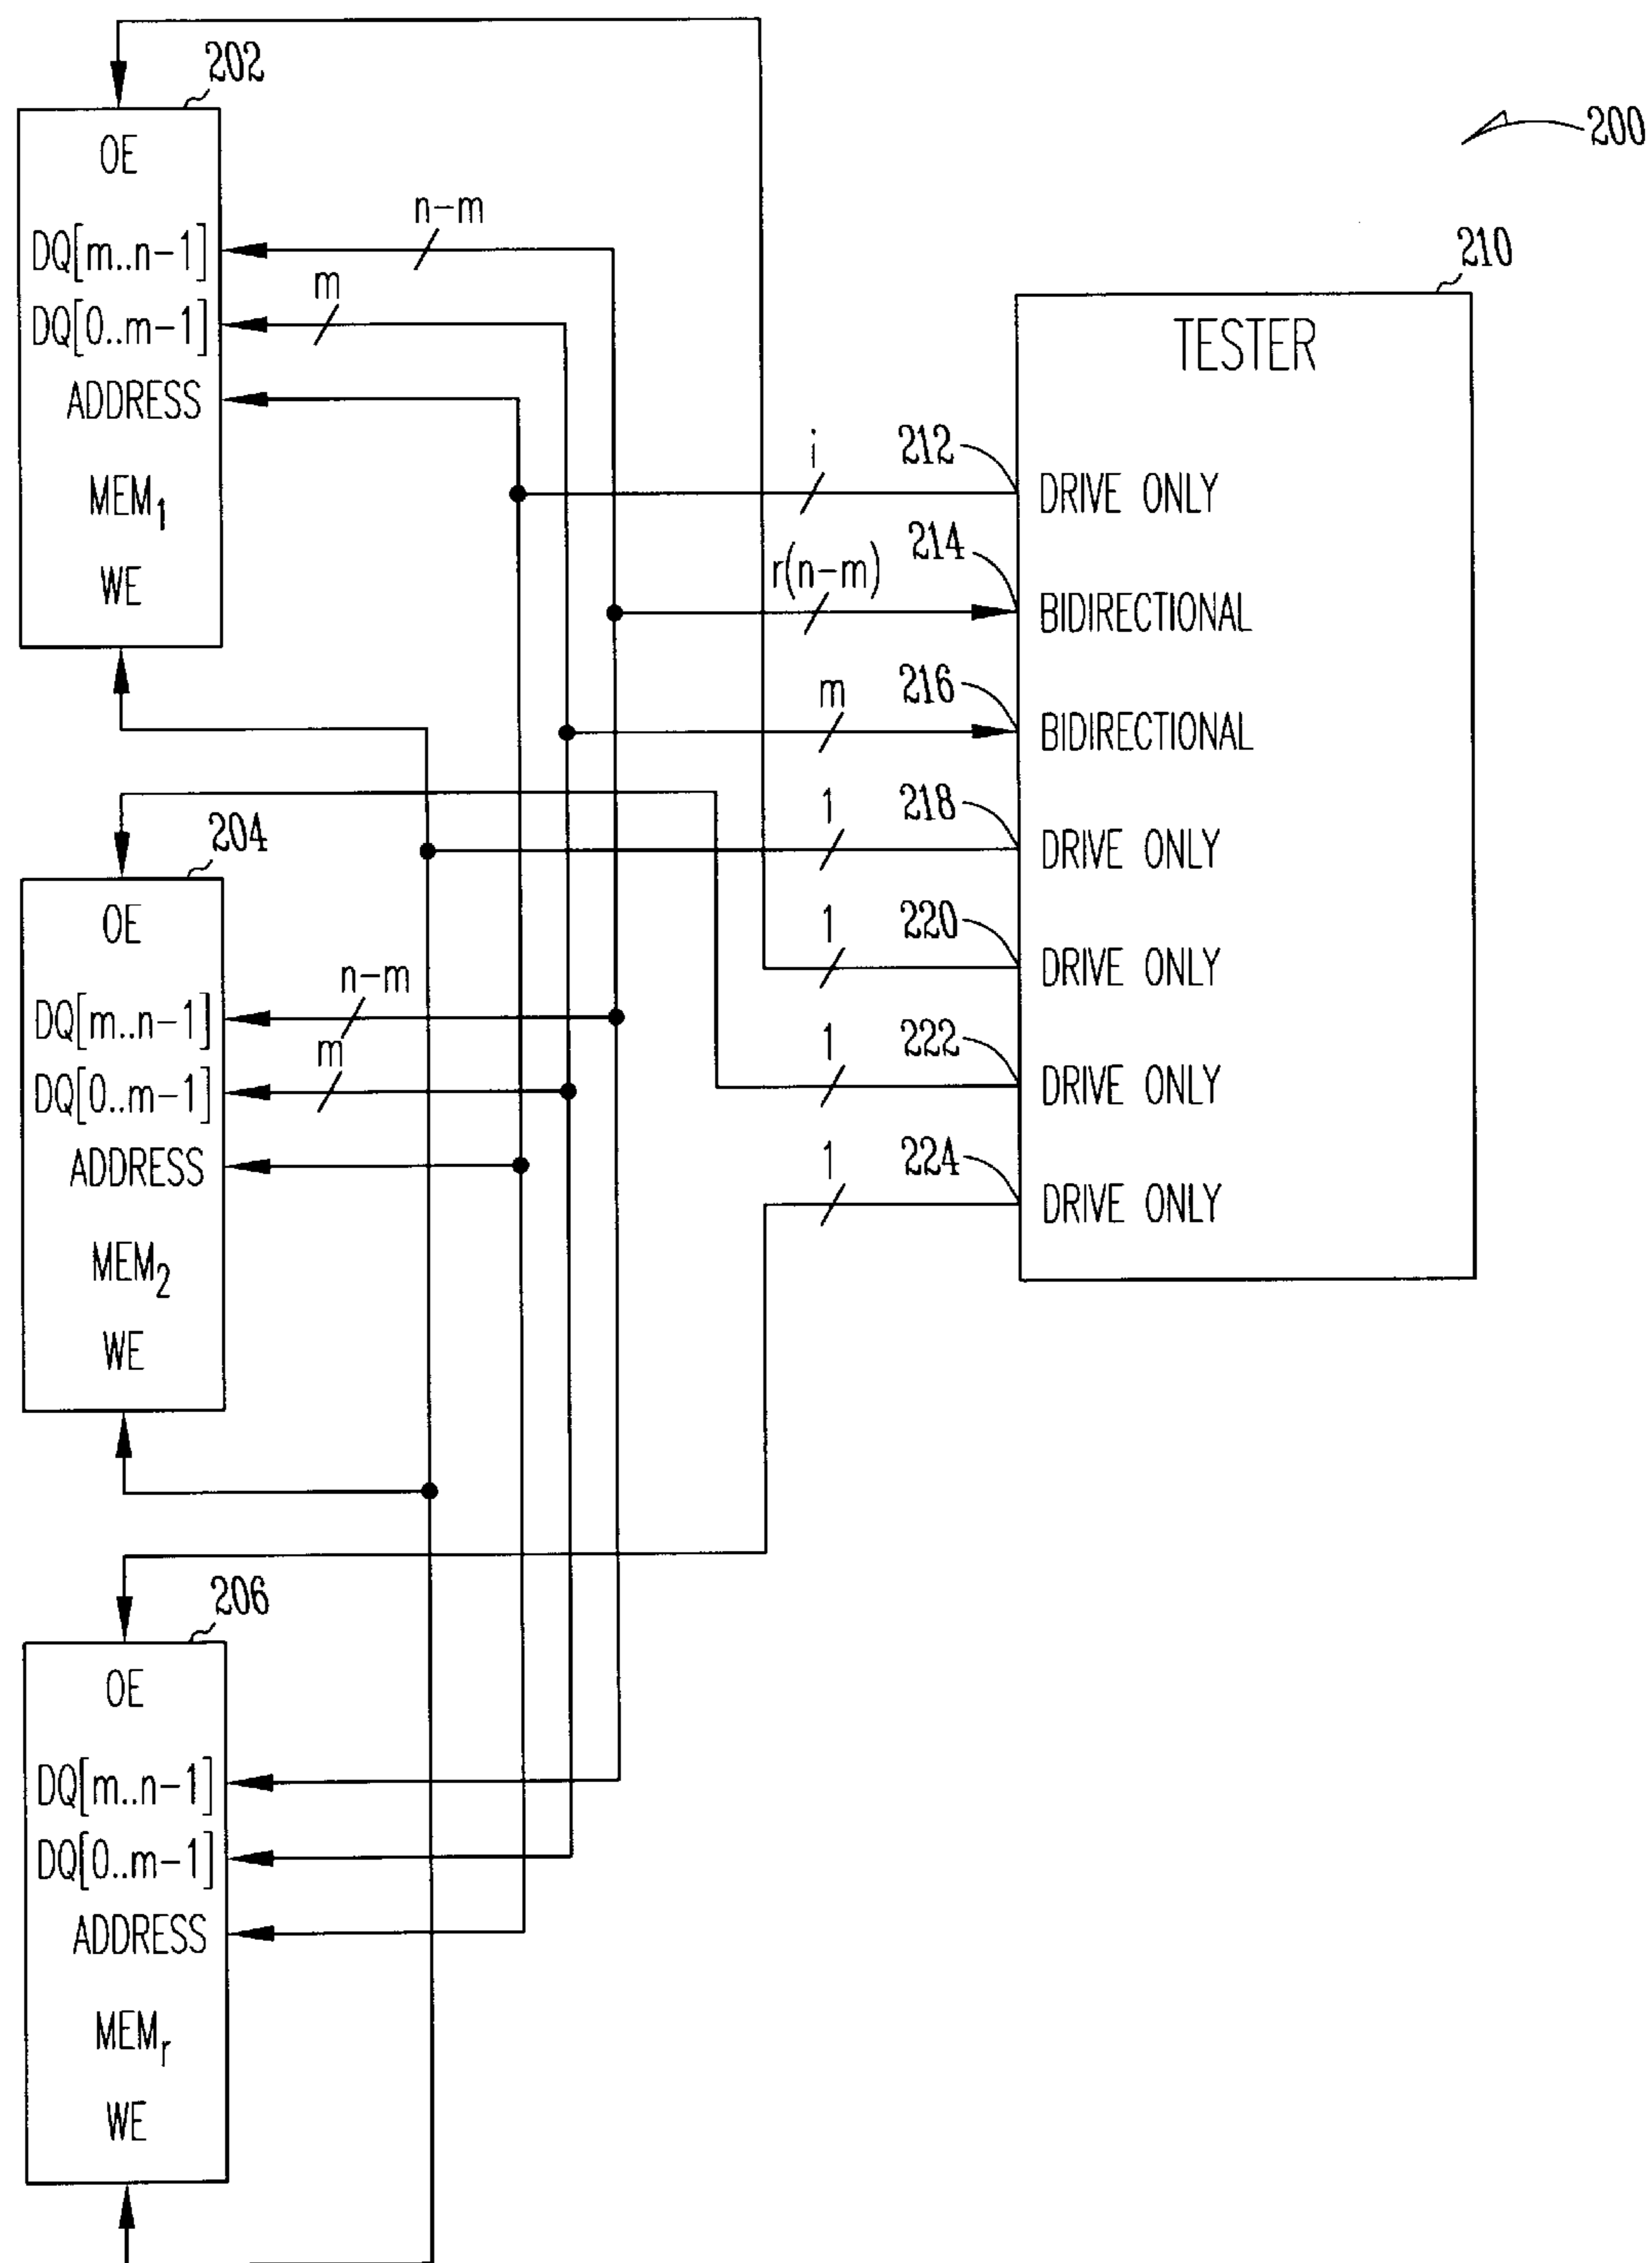 200
202
OE
DQ[m..n-1]
DQ[0..m-1]
ADDRESS
MEM1
WE
n-m
m
204
OE
DQ[m..n-1]
DQ[0..m-1]
ADDRESS
MEM2
WE
n-m
m
206
OE
DQ[m..n-1]
DQ[0..m-1]
ADDRESS
MEMr
WE
210
TESTER
i
212
DRIVE ONLY
r(n-m)
214
BIDIRECTIONAL
m
216
BIDIRECTIONAL
1
218
DRIVE ONLY
1
220
DRIVE ONLY
1
222
DRIVE ONLY
1
224
DRIVE ONLY